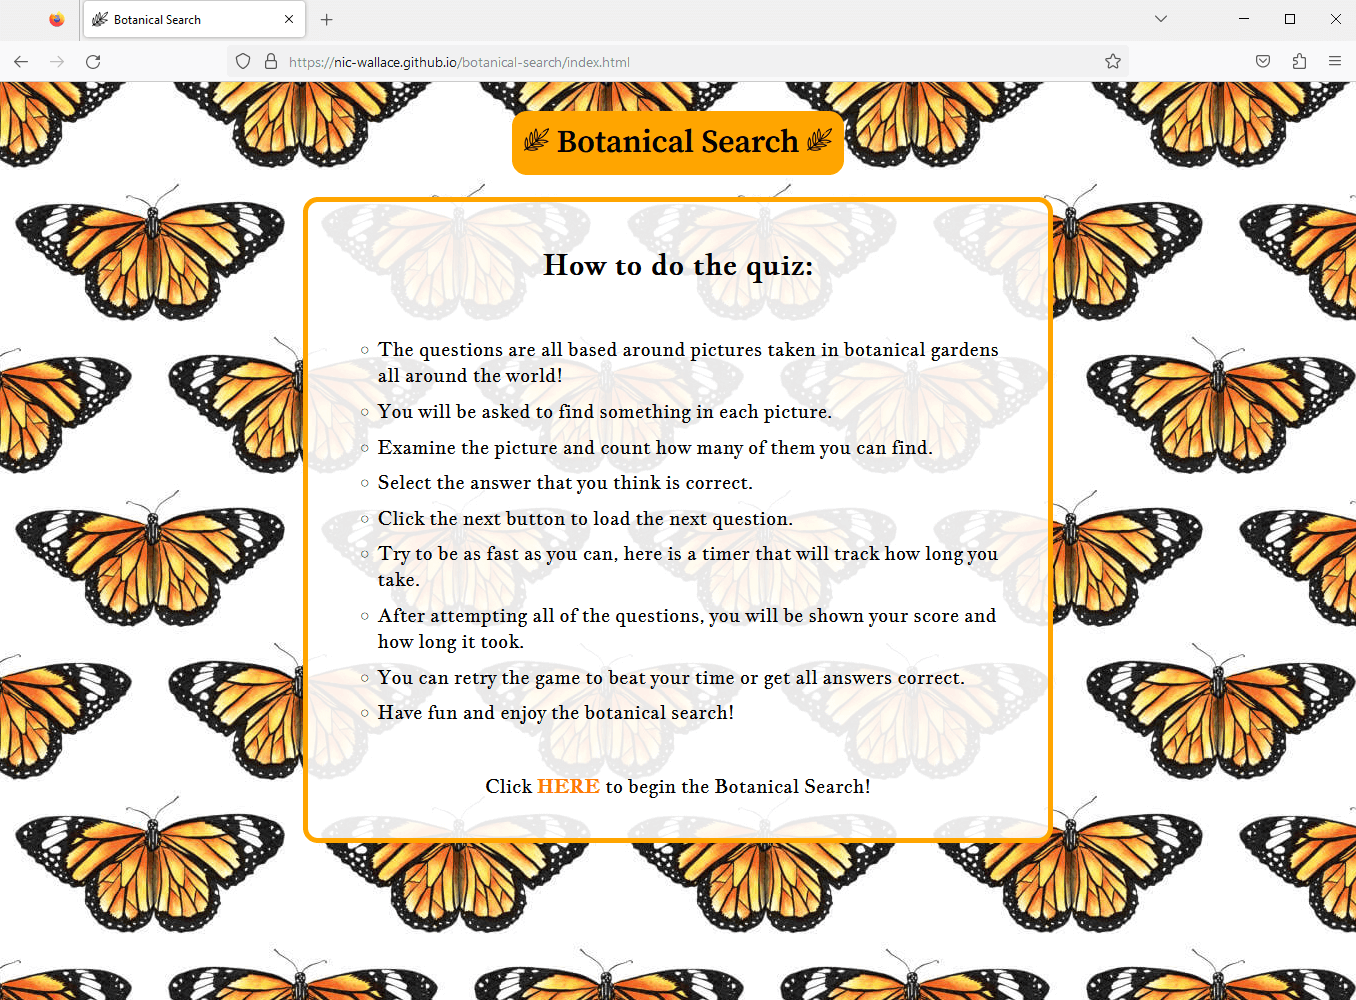 Botanical Search
https://nic-wallace.github.io/botanical-search/index.html
Botanical Search
How to do the quiz:
The questions are all based around pictures taken in botanical gardens
all around the world!
You will be asked to find something in each picture.
Examine the picture and count how many of them you can find.
Select the answer that you think is correct.
Click the next button to load the next question.
Try to be as fast as you can, here is a timer that will track how long you
take.
After attempting all of the questions, you will be shown your score and
how long it took.
You can retry the game to beat your time or get all answers correct.
Have fun and enjoy the botanical search!
Click HERE to begin the Botanical Search!